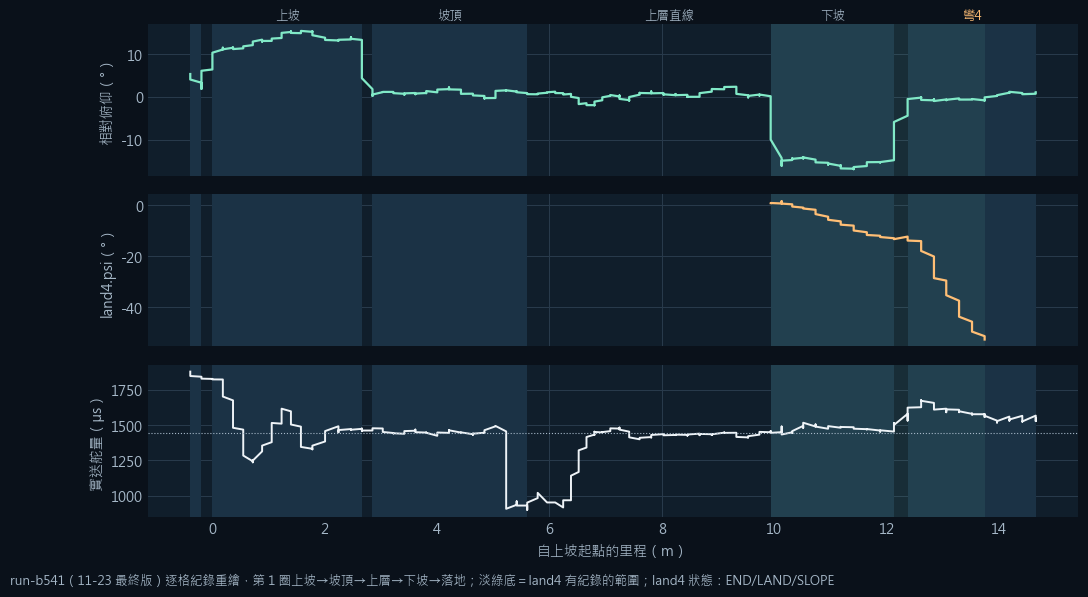 上坡 坡頂 上層直線 下坡 彎4
相對俯仰（°）
10
0
-10
land4.psi（°）
0
-20
-40
實送舵量（μs）
1750
1500
1250
1000
0 2 4 6 8 10 12 14
自上坡起點的里程（m）
run-b541（11-23 最終版）逐格紀錄重繪．第 1 圈上坡→坡頂→上層→下坡→落地；淡綠底＝land4 有紀錄的範圍；land4 狀態：END/LAND/SLOPE